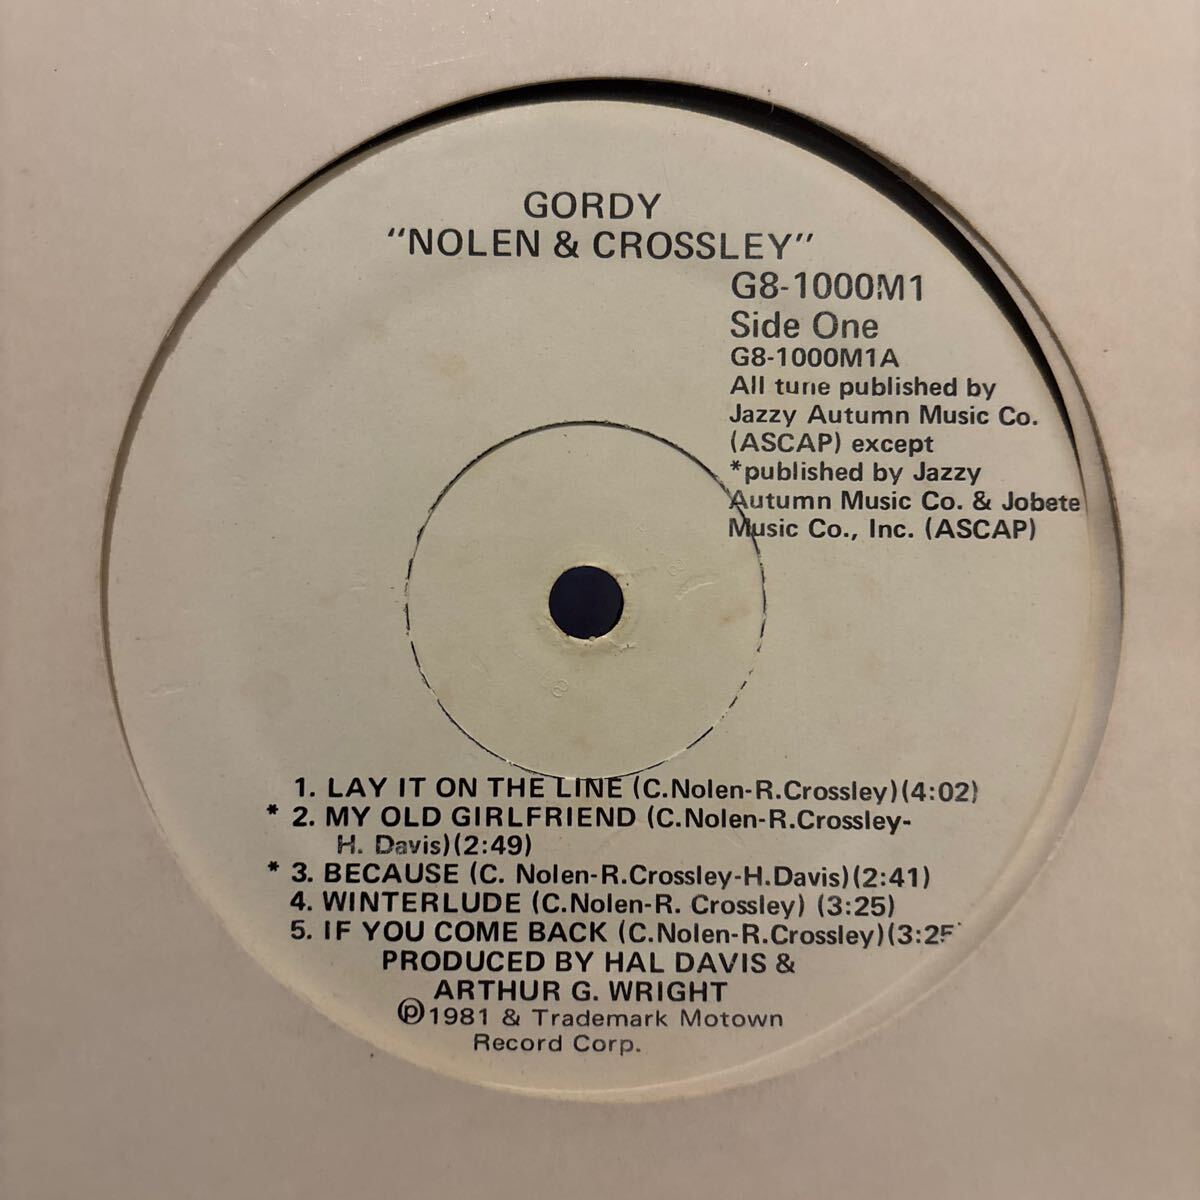 GORDY
"NOLEN & CROSSLEY"
G8-1000M1
Side One
G8-1000M1A
All tune published by
Jazzy Autumn Music Co.
(ASCAP) except
*published by Jazzy
Autumn Music Co. & Jobete
Music Co., Inc. (ASCAP)
1. LAY IT ON THE LINE (C.Nolen-R.Crossley)(4:02)
* 2. MY OLD GIRLFRIEND (C.Nolen-R.Crossley-
H. Davis)(2:49)
* 3. BECAUSE (C. Nolen-R.Crossley-H.Davis)(2:41)
4. WINTERLUDE (C.Nolen-R. Crossley) (3:25)
5. IF YOU COME BACK (C.Nolen-R.Crossley)(3:25
PRODUCED BY HAL DAVIS &
ARTHUR G. WRIGHT
Ⓟ1981 & Trademark Motown
Record Corp.